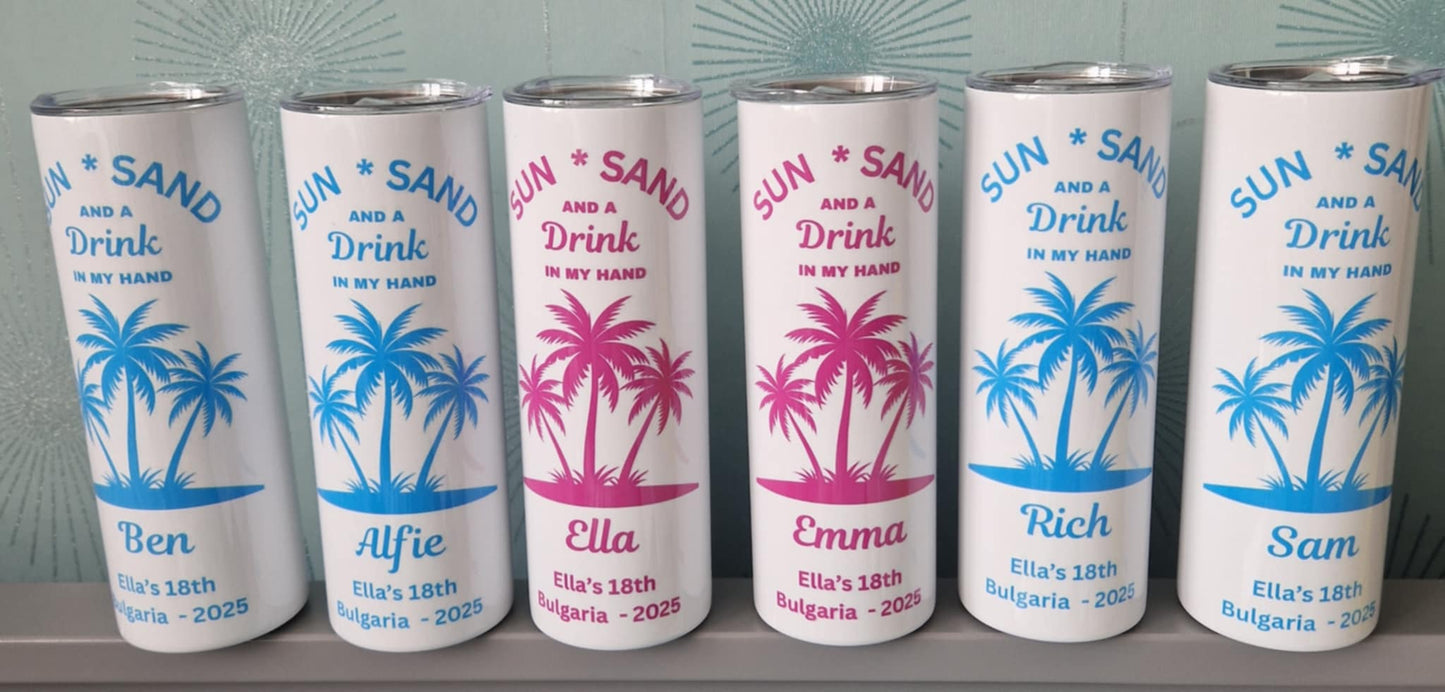 SUN * SAND
AND A
Drink
IN MY HAND
Ben
Ella's 18th
Bulgaria - 2025
SUN * SAND
AND A
Drink
IN MY HAND
Alfie
Ella's 18th
Bulgaria - 2025
SUN * SAND
AND A
Drink
IN MY HAND
Ella
Ella's 18th
Bulgaria - 2025
SUN * SAND
AND A
Drink
IN MY HAND
Emma
Ella's 18th
Bulgaria - 2025
SUN * SAND
AND A
Drink
IN MY HAND
Rich
Ella's 18th
Bulgaria - 2025
SUN * SAND
AND A
Drink
IN MY HAND
Sam
Ella's 18th
Bulgaria - 2025